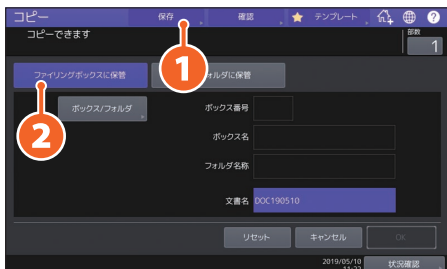 コピー 保存 確認 テンプレート ?
コピーできます 部数
1
ファイリングボックスに保管 ォルダに保管
1
2
ボックス/フォルダ ボックス番号
ボックス名
フォルダ名称
文書名 DOC190510
リセット キャンセル OK
2019/05/10 状況確認